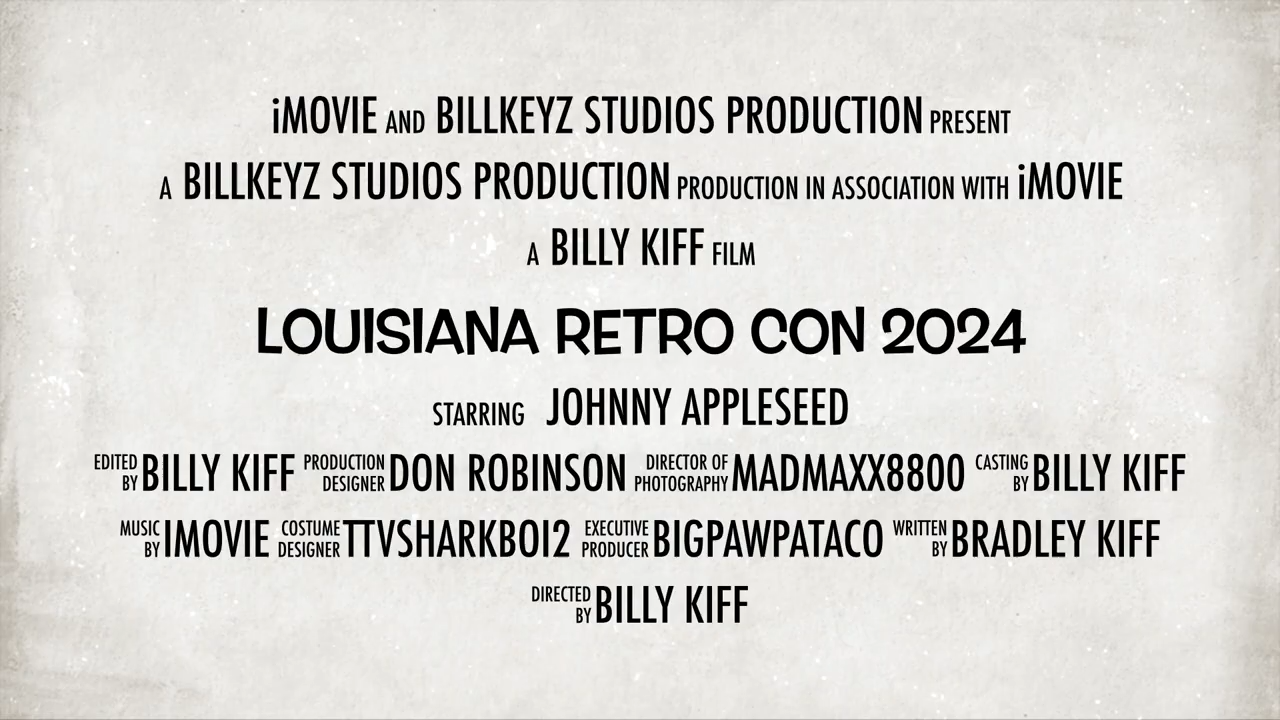 iMOVIE AND BILLKEYZ STUDIOS PRODUCTION PRESENT
A BILLKEYZ STUDIOS PRODUCTION PRODUCTION IN ASSOCIATION WITH iMOVIE
A BILLY KIFF FILM
LOUISIANA RETRO CON 2024
STARRING JOHNNY APPLESEED
EDITED BY BILLY KIFF PRODUCTION DESIGNER DON ROBINSON DIRECTOR OF PHOTOGRAPHY MADMAXX8800 CASTING BY BILLY KIFF
MUSIC BY IMOVIE COSTUME DESIGNER TTVSHARKBOI2 EXECUTIVE PRODUCER BIGPAWPATACO WRITTEN BY BRADLEY KIFF
DIRECTED BY BILLY KIFF